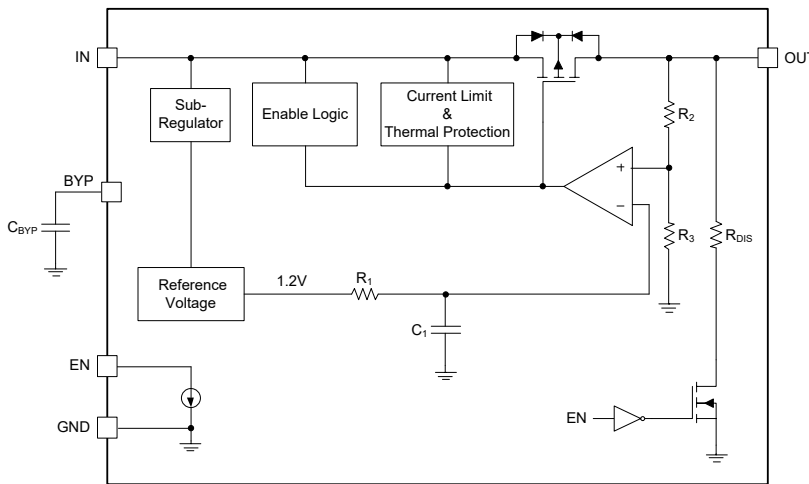 IN
OUT
Sub-
Regulator
Enable Logic
Current Limit
&
Thermal Protection
R2
+
−
BYP
CBYP
R3
RDIS
Reference
Voltage
1.2V
R1
C1
EN
GND
EN